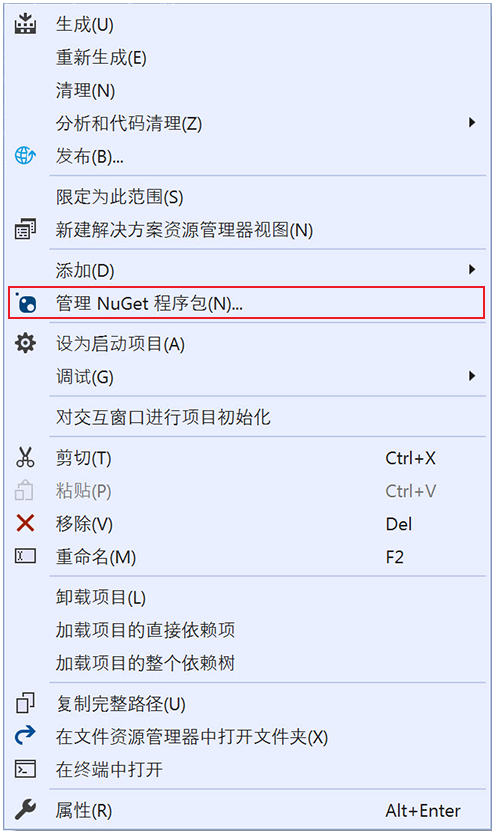 生成(U)
重新生成(E)
清理(N)
分析和代码清理(Z)
发布(B)...
限定为此范围(S)
新建解决方案资源管理器视图(N)
添加(D)
管理 NuGet 程序包(N)...
设为启动项目(A)
调试(G)
对交互窗口进行项目初始化
剪切(T) Ctrl+X
粘贴(P) Ctrl+V
移除(V) Del
重命名(M) F2
卸载项目(L)
加载项目的直接依赖项
加载项目的整个依赖树
复制完整路径(U)
在文件资源管理器中打开文件夹(X)
在终端中打开
属性(R) Alt+Enter